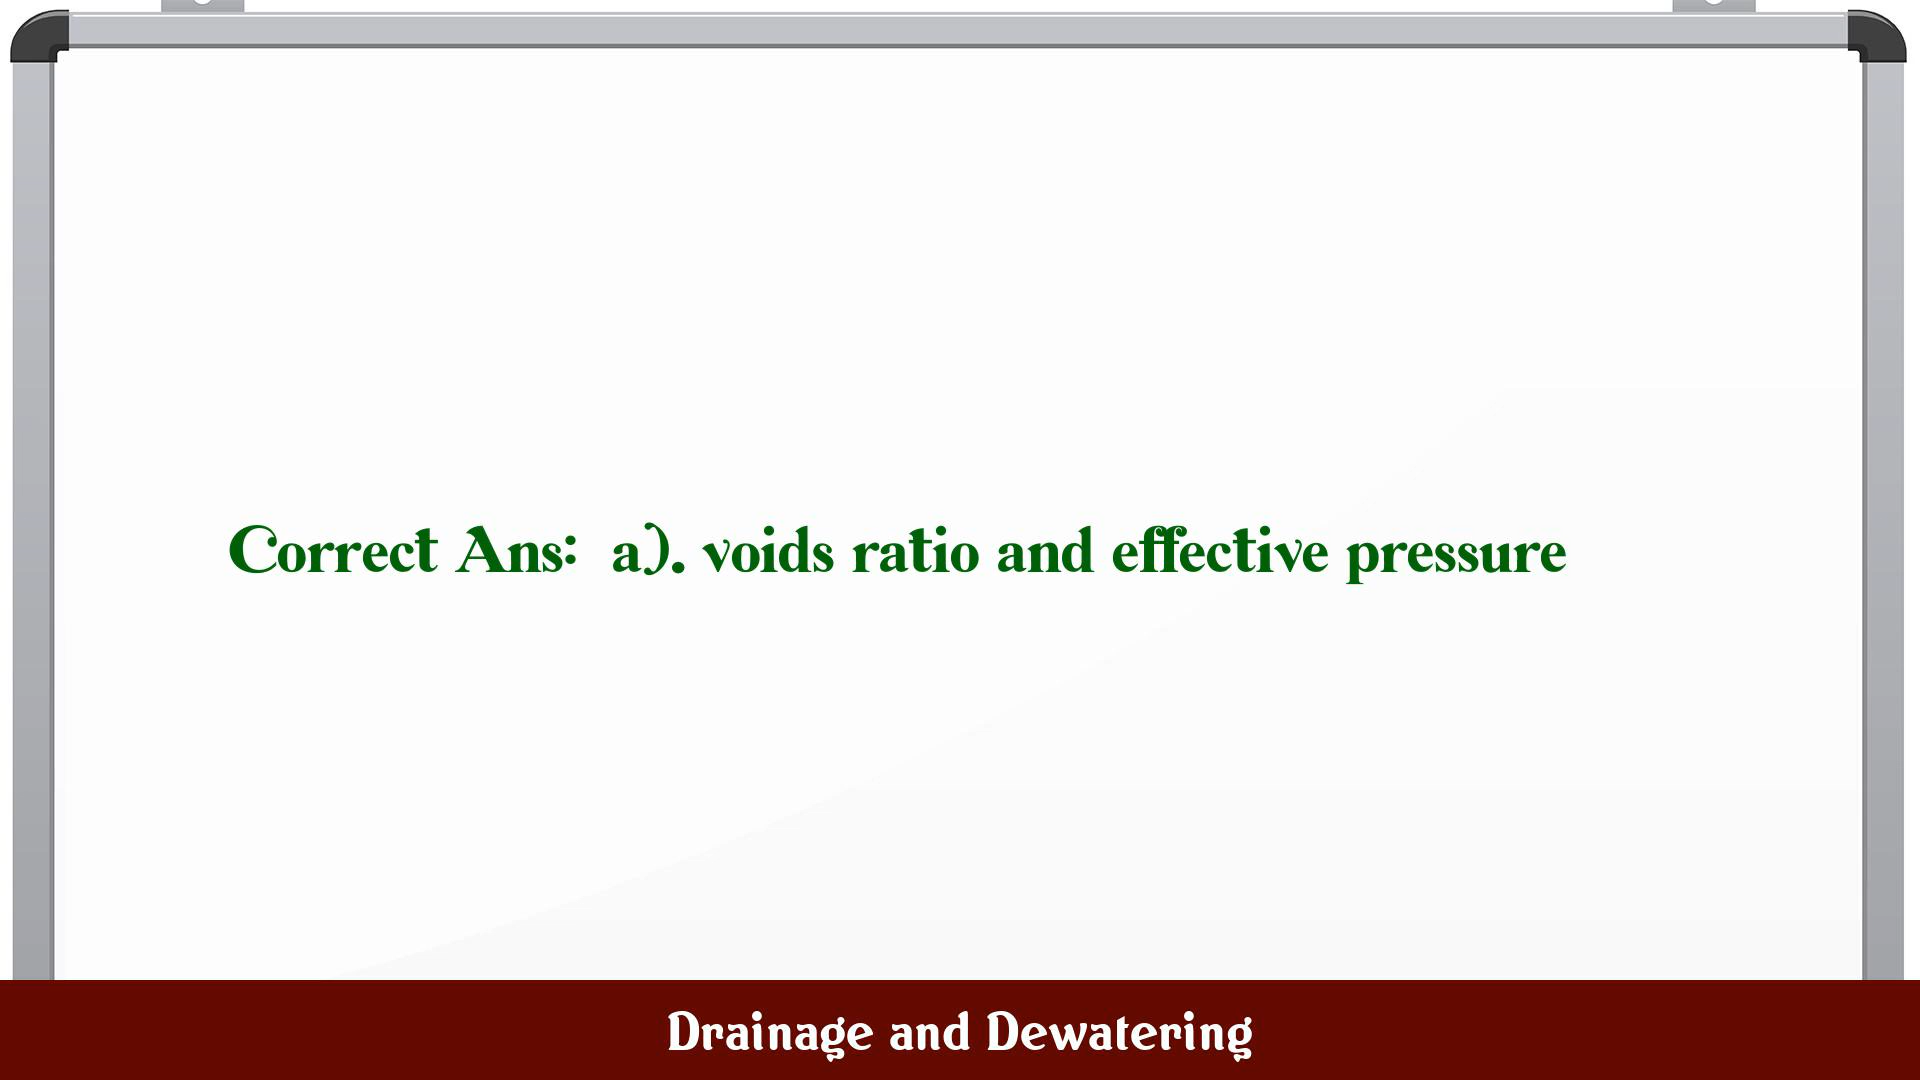 Correct Ans: a). voids ratio and effective pressure
Drainage and Dewatering